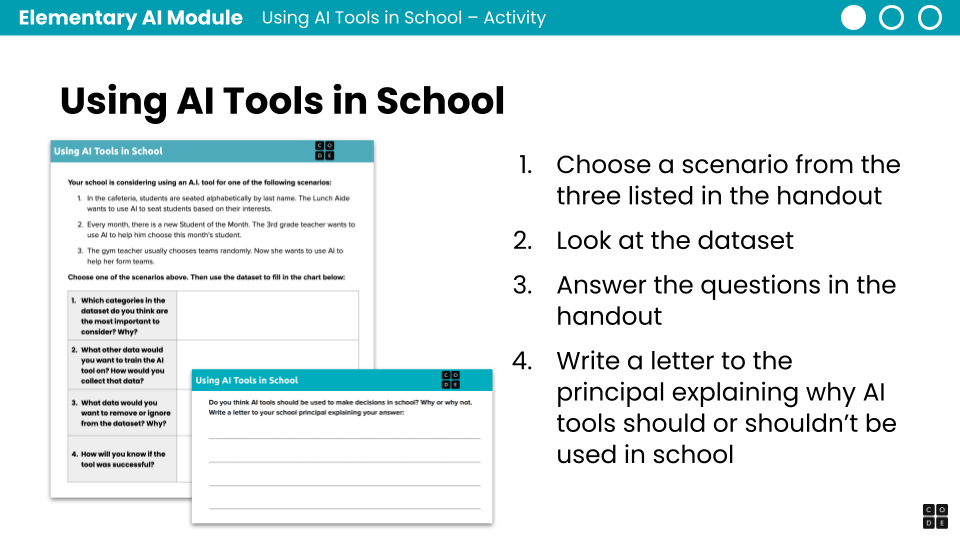 Elementary AI Module Using AI Tools in School – Activity
Using AI Tools in School
Using AI Tools in School
C O
D E
Your school is considering using an A.I. tool for one of the following scenarios:
1. In the cafeteria, students are seated alphabetically by last name. The Lunch Aide
wants to use AI to seat students based on their interests.
2. Every month, there is a new Student of the Month. The 3rd grade teacher wants to
use AI to help him choose this month's student.
3. The gym teacher usually chooses teams randomly. Now she wants to use AI to
help her form teams.
Choose one of the scenarios above. Then use the dataset to fill in the chart below:
1. Which categories in the
dataset do you think are
the most important to
consider? Why?
2. What other data would
you want to train the AI
tool on? How would you
collect that data?
3. What data would you
want to remove or ignore
from the dataset? Why?
4. How will you know if the
tool was successful?
Using AI Tools in School
C O
D E
Do you think AI tools should be used to make decisions in school? Why or why not.
Write a letter to your school principal explaining your answer:
1. Choose a scenario from the
three listed in the handout
2. Look at the dataset
3. Answer the questions in the
handout
4. Write a letter to the
principal explaining why AI
tools should or shouldn’t be
used in school
C O
D E